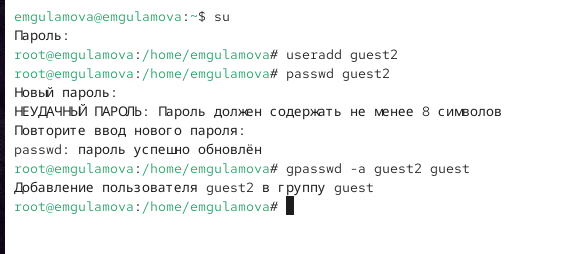 emgulamova@emgulamova:~$ su
Пароль:
root@emgulamova:/home/emgulamova# useradd guest2
root@emgulamova:/home/emgulamova# passwd guest2
Новый пароль:
НЕУДАЧНЫЙ ПАРОЛЬ: Пароль должен содержать не менее 8 символов
Повторите ввод нового пароля:
passwd: пароль успешно обновлён
root@emgulamova:/home/emgulamova# gpasswd -a guest2 guest
Добавление пользователя guest2 в группу guest
root@emgulamova:/home/emgulamova#